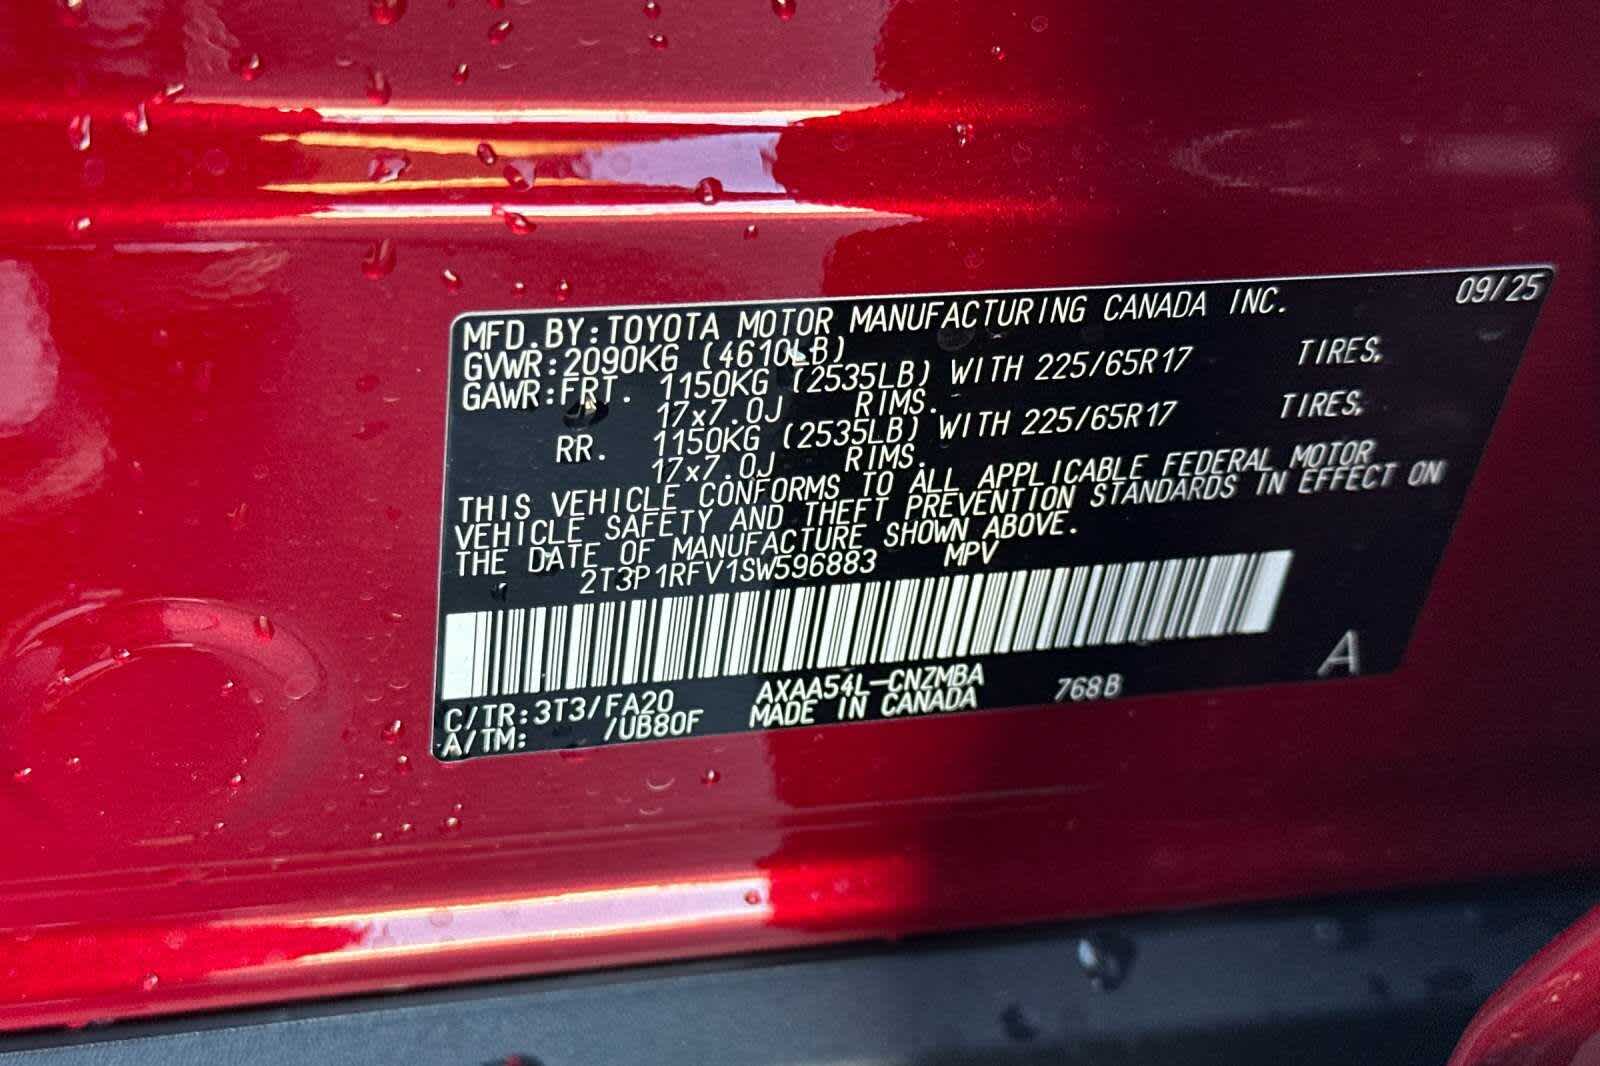 09/25
MFD.BY:TOYOTA MOTOR MANUFACTURING CANADA INC.
GVWR:2090KG (4610LB)
GAWR:FRT. 1150KG (2535LB) WITH 225/65R17 TIRES,
17x7.0J RIMS.
RR. 1150KG (2535LB) WITH 225/65R17 TIRES,
17x7.0J RIMS.
THIS VEHICLE CONFORMS TO ALL APPLICABLE FEDERAL MOTOR
VEHICLE SAFETY AND THEFT PREVENTION STANDARDS IN EFFECT ON
THE DATE OF MANUFACTURE SHOWN ABOVE.
2T3P1RFV1SW596883 MPV
A
C/TR:3T3/FA20 AXAA54L-CNZMBA 768B
A/TM: /UB80F MADE IN CANADA